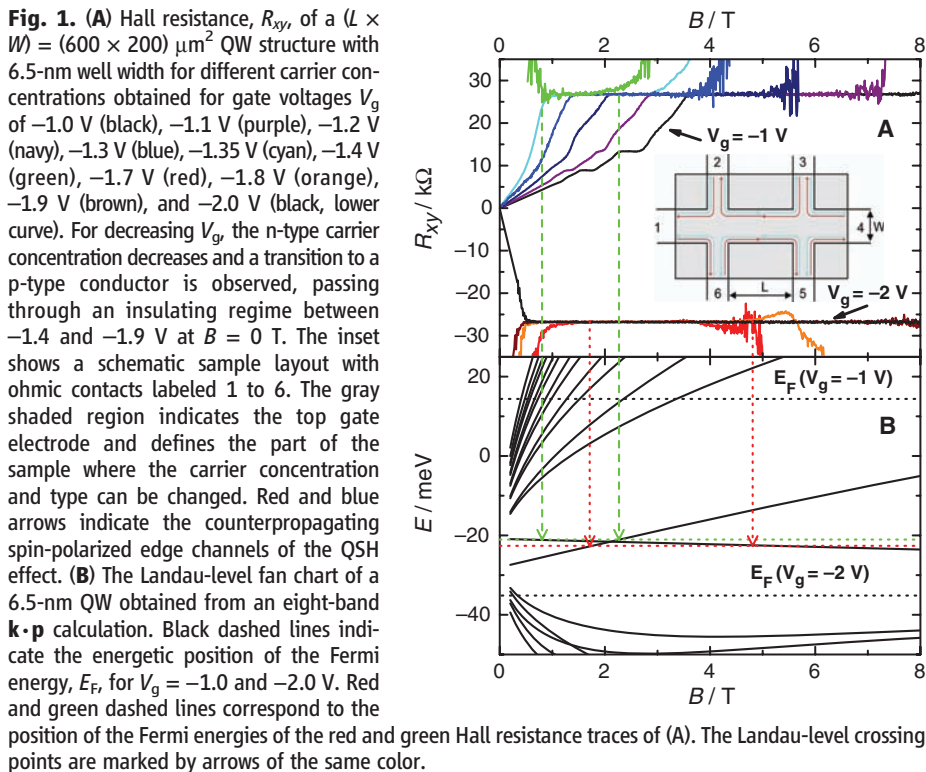 Fig. 1. (A) Hall resistance, Rxy, of a (L ×
W) = (600 × 200) μm² QW structure with
6.5-nm well width for different carrier con-
centrations obtained for gate voltages Vg
of –1.0 V (black), –1.1 V (purple), –1.2 V
(navy), –1.3 V (blue), –1.35 V (cyan), –1.4 V
(green), –1.7 V (red), –1.8 V (orange),
–1.9 V (brown), and –2.0 V (black, lower
curve). For decreasing Vg, the n-type carrier
concentration decreases and a transition to a
p-type conductor is observed, passing
through an insulating regime between
–1.4 and –1.9 V at B = 0 T. The inset
shows a schematic sample layout with
ohmic contacts labeled 1 to 6. The gray
shaded region indicates the top gate
electrode and defines the part of the
sample where the carrier concentration
and type can be changed. Red and blue
arrows indicate the counterpropagating
spin-polarized edge channels of the QSH
effect. (B) The Landau-level fan chart of a
6.5-nm QW obtained from an eight-band
k·p calculation. Black dashed lines indi-
cate the energetic position of the Fermi
energy, EF, for Vg = –1.0 and –2.0 V. Red
and green dashed lines correspond to the
position of the Fermi energies of the red and green Hall resistance traces of (A). The Landau-level crossing
points are marked by arrows of the same color.
B / T
0 2 4 6 8
30
20
10
0
–10
–20
–30
Rxy / kΩ
A
Vg = –1 V
2 3
1 4 W
L
6 5
Vg = –2 V
20
0
–20
–40
E / meV
EF (Vg = –1 V)
B
EF (Vg = –2 V)
0 2 4 6 8
B / T